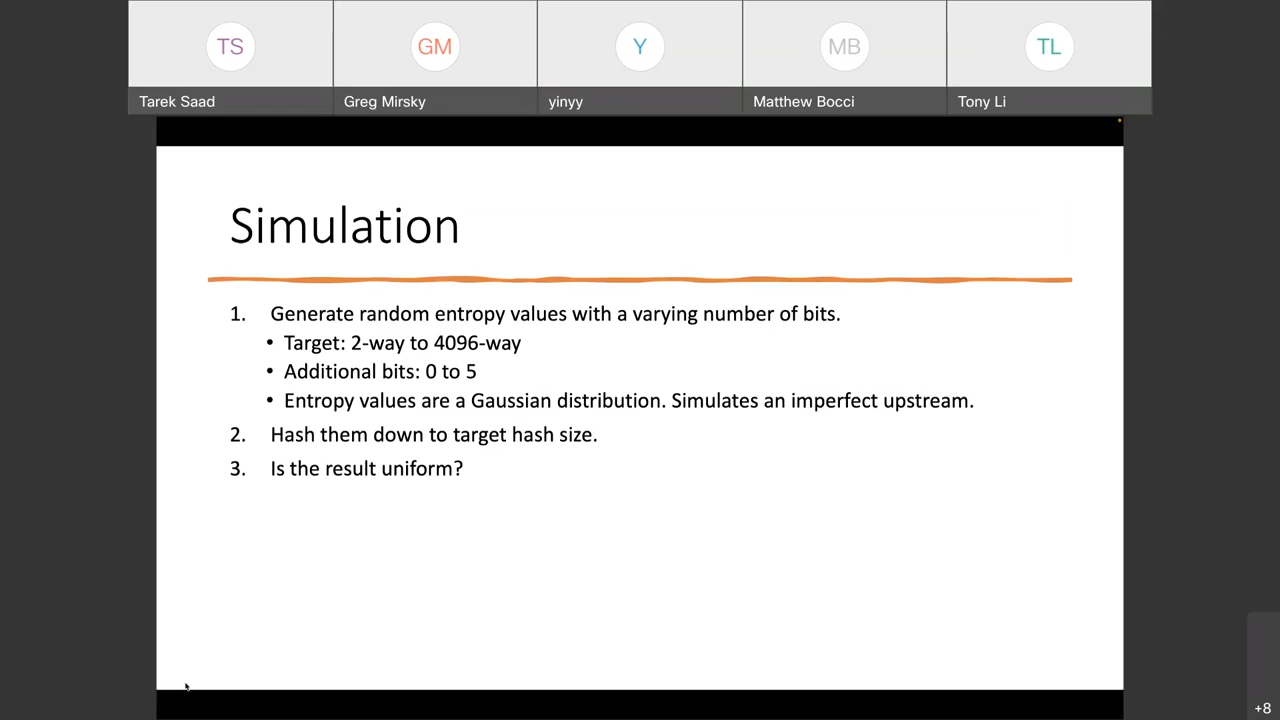 TS
GM
Y
MB
TL
Tarek Saad
Greg Mirsky
yinyy
Matthew Bocci
Tony Li
Simulation
1. Generate random entropy values with a varying number of bits.
• Target: 2-way to 4096-way
• Additional bits: 0 to 5
• Entropy values are a Gaussian distribution. Simulates an imperfect upstream.
2. Hash them down to target hash size.
3. Is the result uniform?
+8